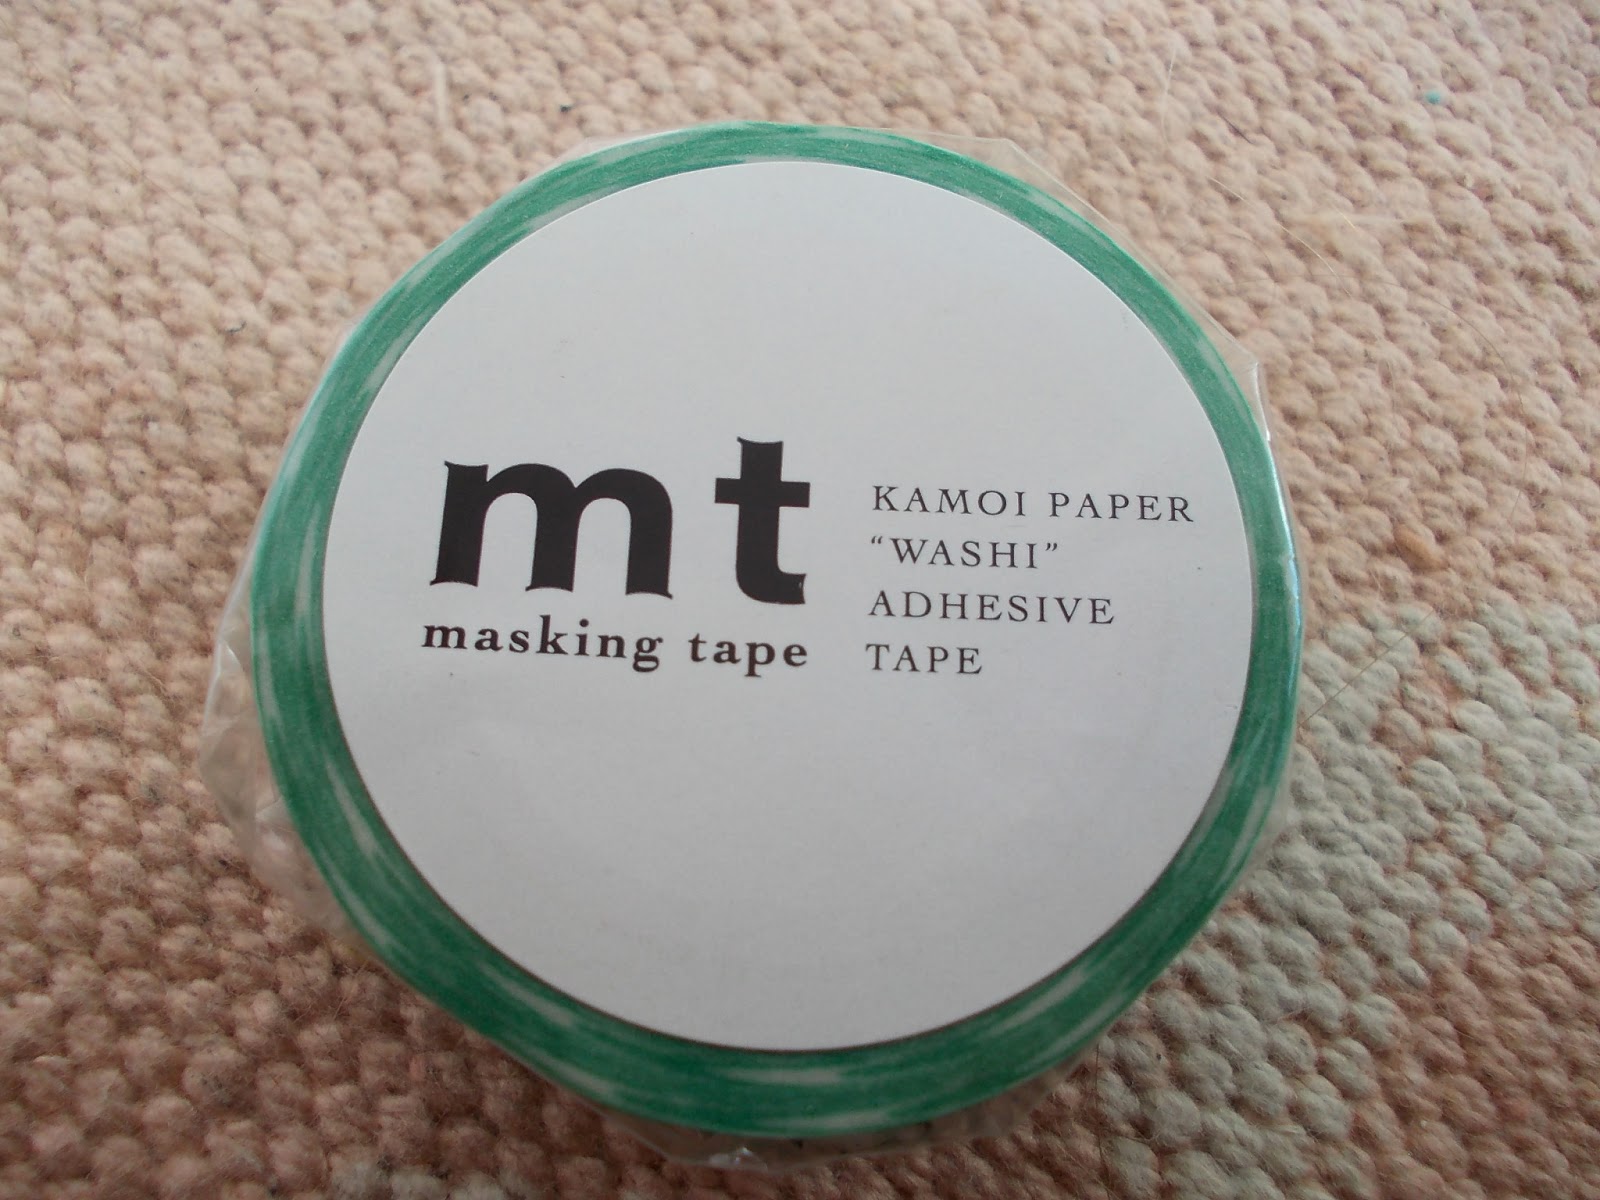 mt
masking tape
KAMOI PAPER
“WASHI”
ADHESIVE
TAPE